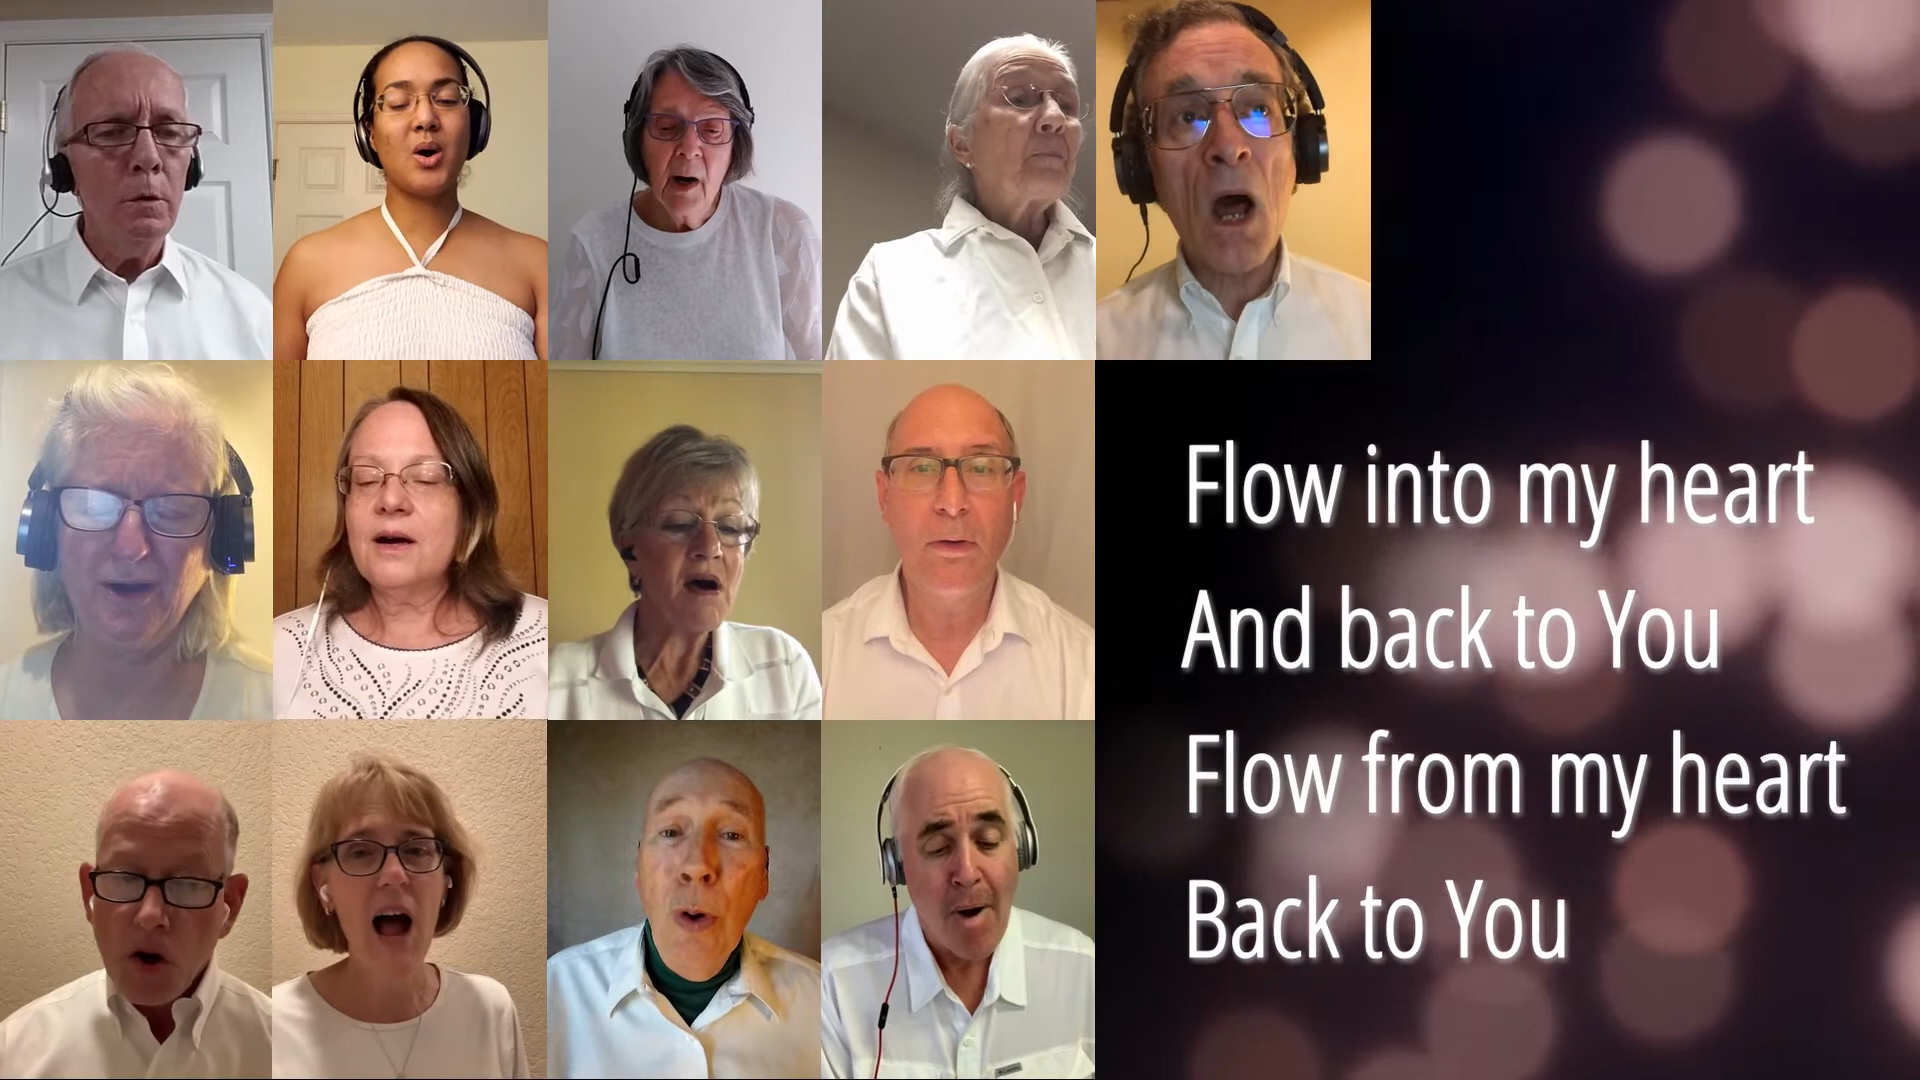 Flow into my heart
And back to You
Flow from my heart
Back to You